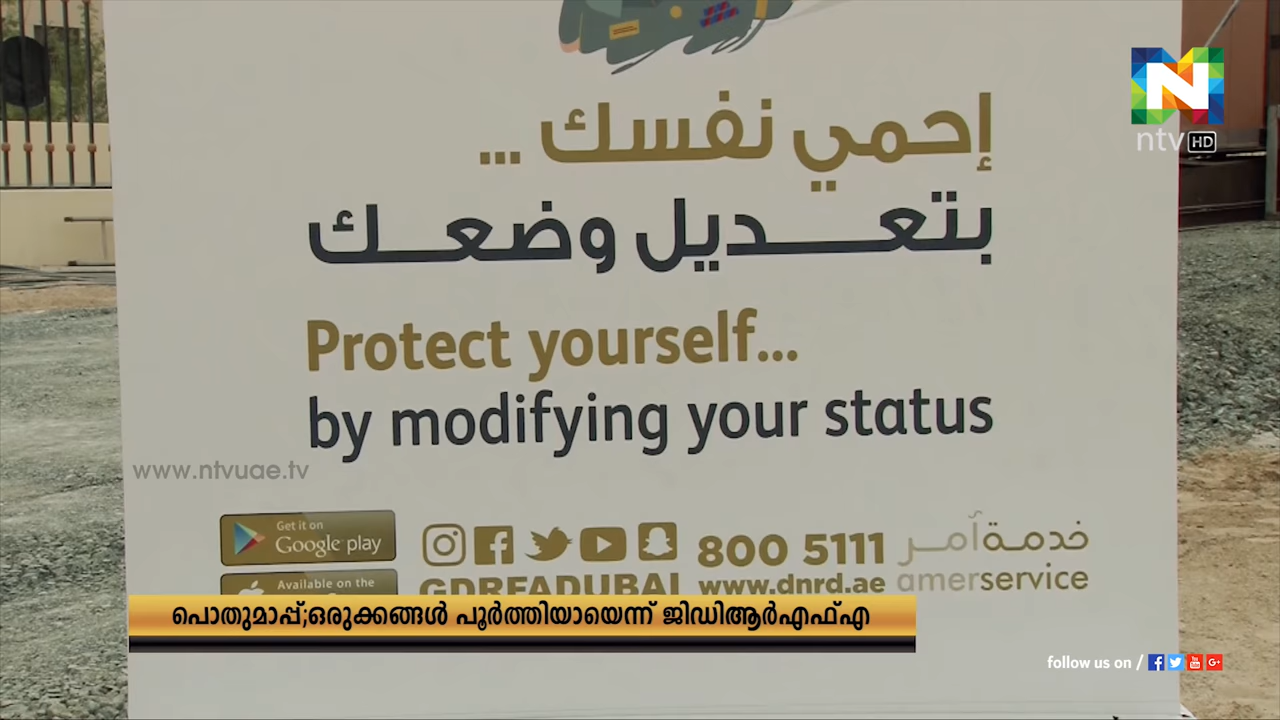 إحمي نفسك ...
بتعديل وضعك
Protect yourself...
by modifying your status
www.ntvuae.tv
Get it on
Google play
Available on the
GDRFADUBAI
800 5111
www.dnrd.ae
خدمة آمر
amerservice
പൊതുമാപ്പ്;ഒരുക്കങ്ങൾ പൂർത്തിയായെന്ന് ജിഡിആർഎഫ്എ
N
ntv HD
follow us on /